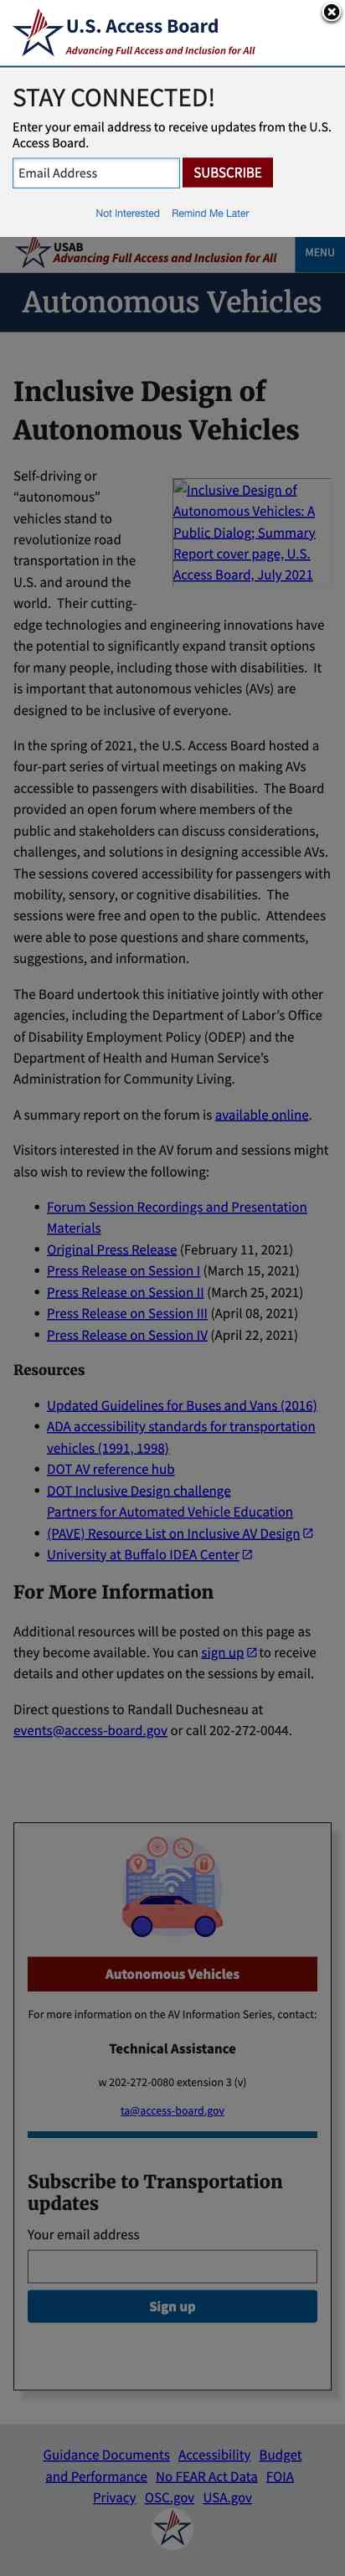 U.S. Access Board
Advancing Full Access and Inclusion for All
STAY CONNECTED!
Enter your email address to receive updates from the U.S.
Access Board.
Email Address
SUBSCRIBE
Not Interested
Remind Me Later
USAB
Advancing Full Access and Inclusion for All
MENU
Autonomous Vehicles
Inclusive Design of
Autonomous Vehicles
Self-driving or
“autonomous”
vehicles stand to
revolutionize road
transportation in the
U.S. and around the
world.  Their cutting-
Inclusive Design of
Autonomous Vehicles: A
Public Dialog; Summary
Report cover page, U.S.
Access Board, July 2021
edge technologies and engineering innovations have
the potential to significantly expand transit options
for many people, including those with disabilities.  It
is important that autonomous vehicles (AVs) are
designed to be inclusive of everyone.
In the spring of 2021, the U.S. Access Board hosted a
four-part series of virtual meetings on making AVs
accessible to passengers with disabilities.  The Board
provided an open forum where members of the
public and stakeholders can discuss considerations,
challenges, and solutions in designing accessible AVs.
The sessions covered accessibility for passengers with
mobility, sensory, or cognitive disabilities.  The
sessions were free and open to the public.  Attendees
were able to pose questions and share comments,
suggestions, and information.
The Board undertook this initiative jointly with other
agencies, including the Department of Labor’s Office
of Disability Employment Policy (ODEP) and the
Department of Health and Human Service’s
Administration for Community Living.
A summary report on the forum is available online.
Visitors interested in the AV forum and sessions might
also wish to review the following:
Forum Session Recordings and Presentation
Materials
Original Press Release (February 11, 2021)
Press Release on Session I (March 15, 2021)
Press Release on Session II (March 25, 2021)
Press Release on Session III (April 08, 2021)
Press Release on Session IV (April 22, 2021)
Resources
Updated Guidelines for Buses and Vans (2016)
ADA accessibility standards for transportation
vehicles (1991, 1998)
DOT AV reference hub
DOT Inclusive Design challenge
Partners for Automated Vehicle Education
(PAVE) Resource List on Inclusive AV Design
University at Buffalo IDEA Center
For More Information
Additional resources will be posted on this page as
they become available. You can sign up to receive
details and other updates on the sessions by email.
Direct questions to Randall Duchesneau at
events@access-board.gov or call 202-272-0044.
Autonomous Vehicles
For more information on the AV Information Series, contact:
Technical Assistance
w 202-272-0080 extension 3 (v)
ta@access-board.gov
Subscribe to Transportation
updates
Your email address
Sign up
Guidance Documents Accessibility Budget
and Performance No FEAR Act Data FOIA
Privacy OSC.gov USA.gov